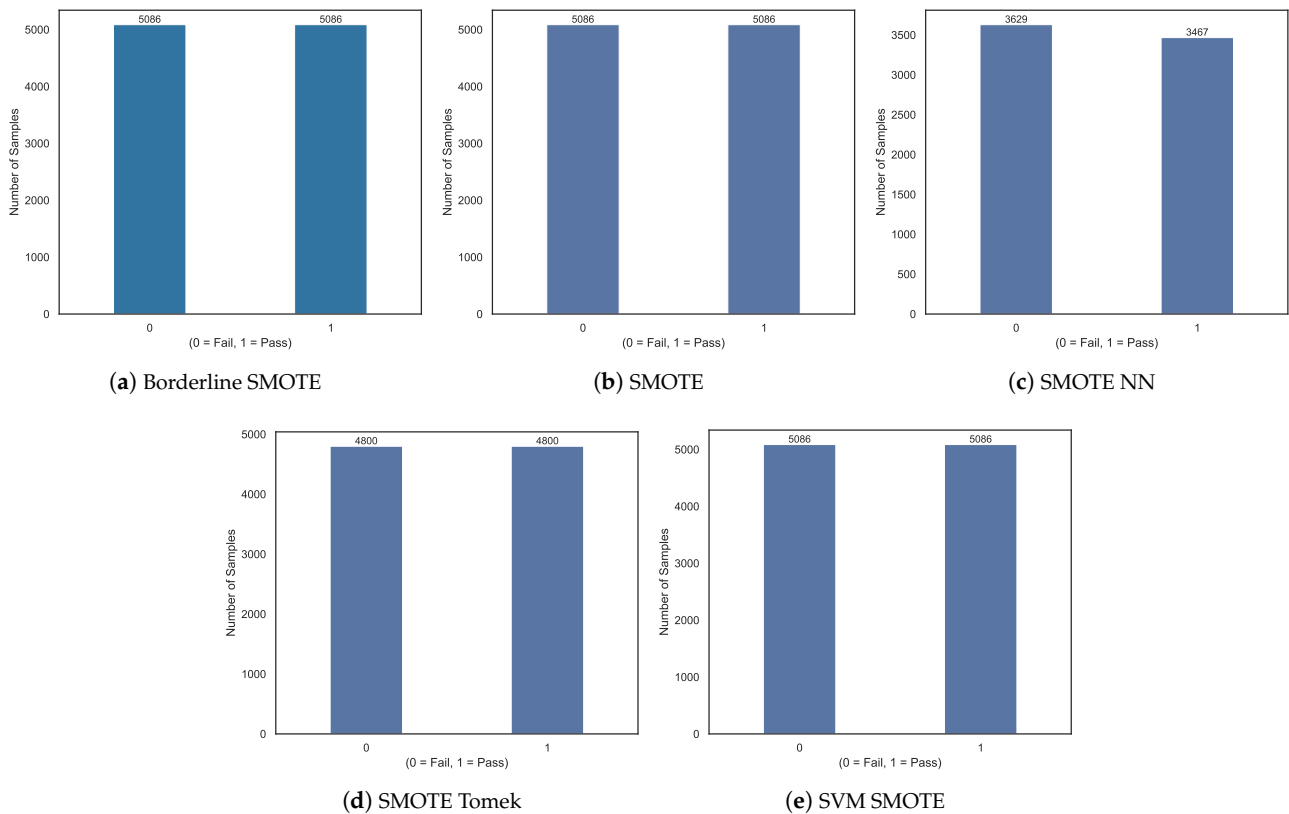 5086 5086
5000
4000
3000
2000
1000
0
Number of Samples
0 1
(0 = Fail, 1 = Pass)
(a) Borderline SMOTE
5086 5086
5000
4000
3000
2000
1000
0
Number of Samples
0 1
(0 = Fail, 1 = Pass)
(b) SMOTE
3629
3467
3500
3000
2500
2000
1500
1000
500
0
Number of Samples
0 1
(0 = Fail, 1 = Pass)
(c) SMOTE NN
4800 4800
5000
4000
3000
2000
1000
0
Number of Samples
0 1
(0 = Fail, 1 = Pass)
(d) SMOTE Tomek
5086 5086
5000
4000
3000
2000
1000
0
Number of Samples
0 1
(0 = Fail, 1 = Pass)
(e) SVM SMOTE